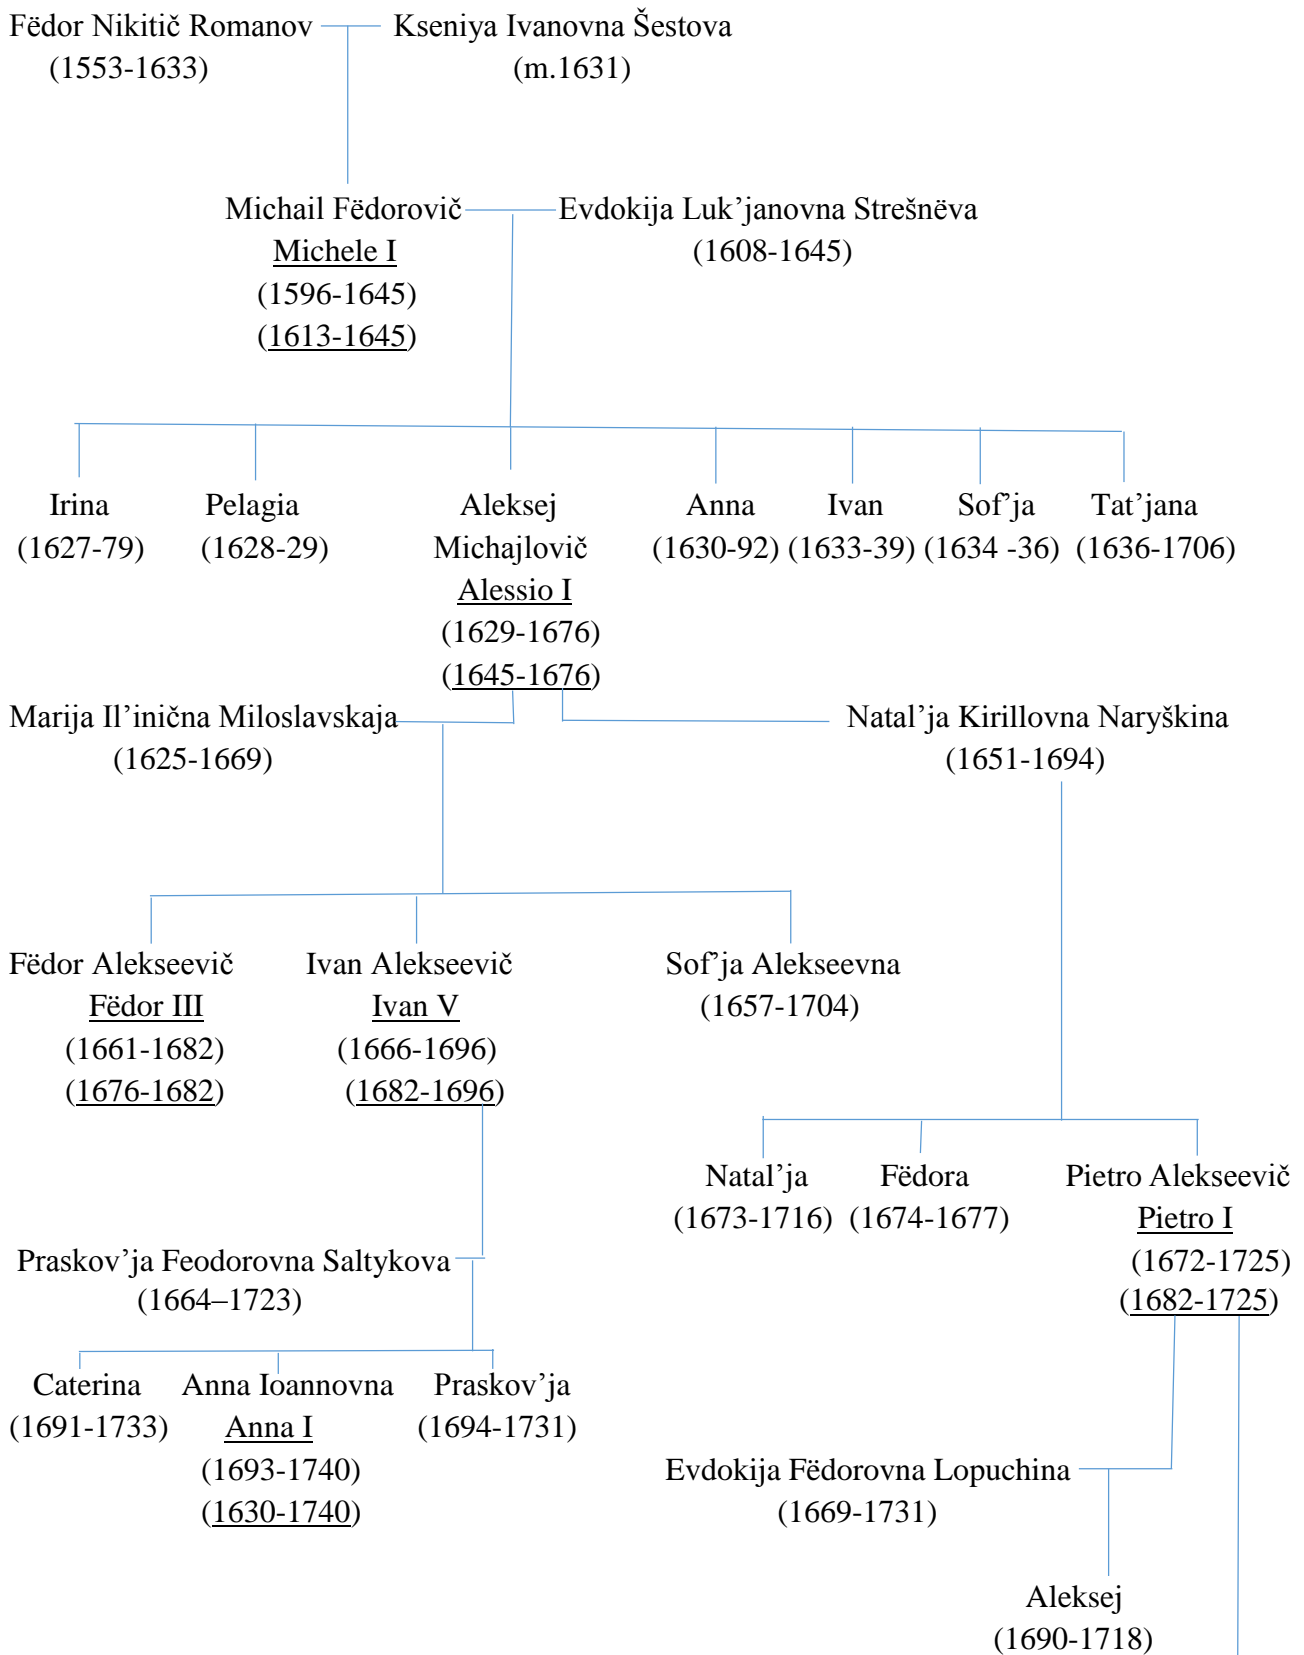 Fëdor Nikitič Romanov
Kseniya Ivanovna Šestova
(1553-1633)
(m.1631)
Michail Fëdorovič
Evdokija Luk’janovna Strešnëva
Michele I
(1608-1645)
(1596-1645)
(1613-1645)
Irina
Pelagia
Aleksej
Anna
Ivan
Sof’ja
Tat’jana
(1627-79)
(1628-29)
Michajlovič
(1630-92)
(1633-39)
(1634 -36)
(1636-1706)
Alessio I
(1629-1676)
(1645-1676)
Marija Il’inična Miloslavskaja
Natal’ja Kirillovna Naryškina
(1625-1669)
(1651-1694)
Fëdor Alekseevič
Ivan Alekseevič
Sof’ja Alekseevna
Fëdor III
Ivan V
(1657-1704)
(1661-1682)
(1666-1696)
(1676-1682)
(1682-1696)
Natal’ja
Fëdora
Pietro Alekseevič
(1673-1716)
(1674-1677)
Pietro I
(1672-1725)
(1682-1725)
Praskov’ja Feodorovna Saltykova
(1664–1723)
Caterina
Anna Ioannovna
Praskov’ja
(1691-1733)
Anna I
(1694-1731)
(1693-1740)
(1630-1740)
Evdokija Fëdorovna Lopuchina
(1669-1731)
Aleksej
(1690-1718)